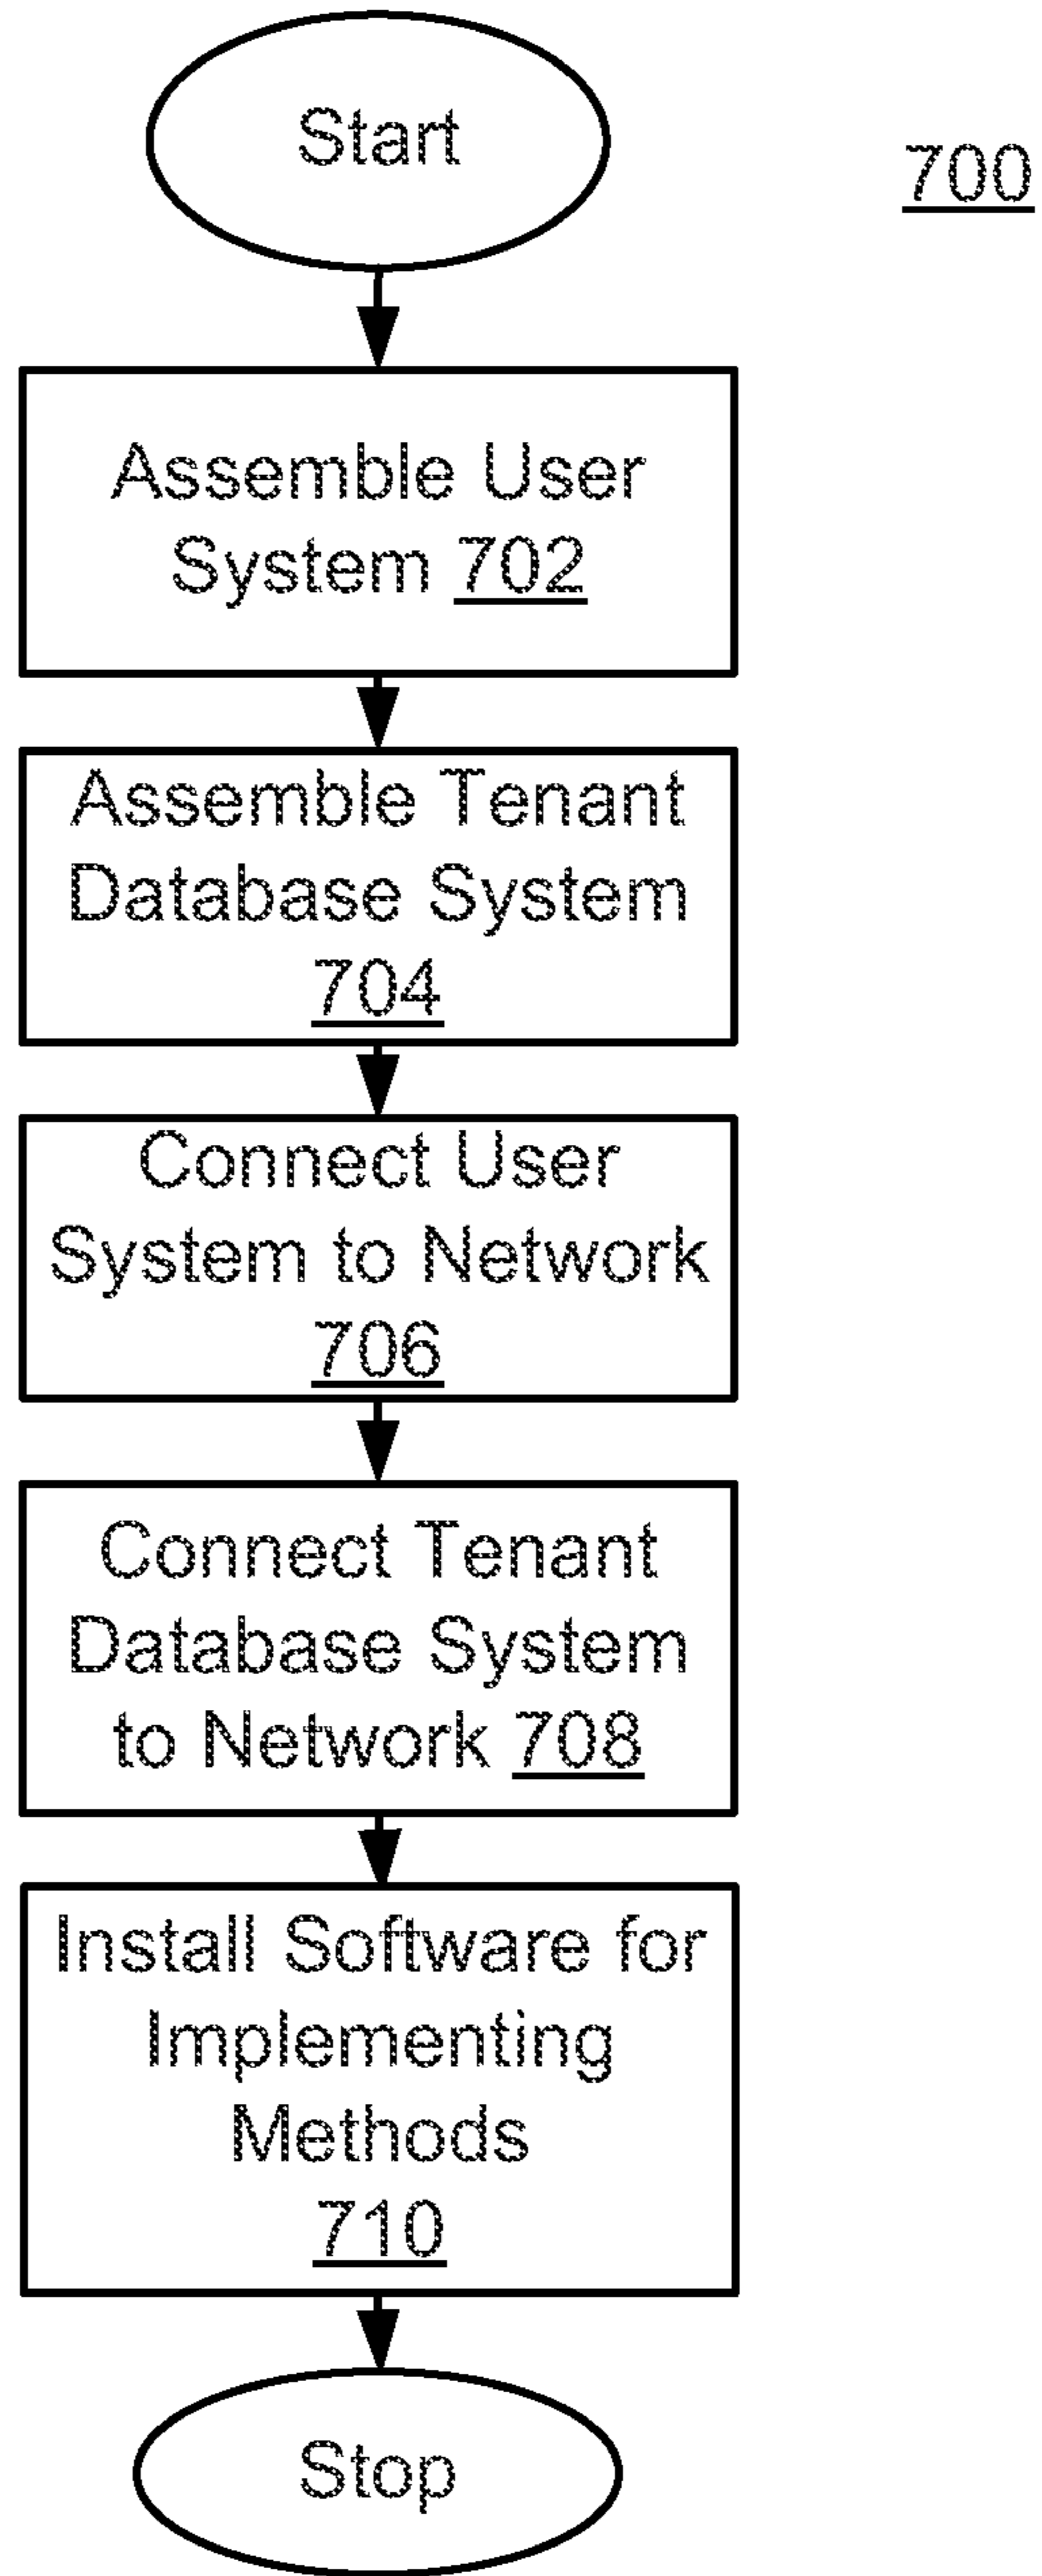 Start
700
Assemble User
System 702
Assemble Tenant
Database System
704
Connect User
System to Network
706
Connect Tenant
Database System
to Network 708
Install Software for
Implementing
Methods
710
Stop